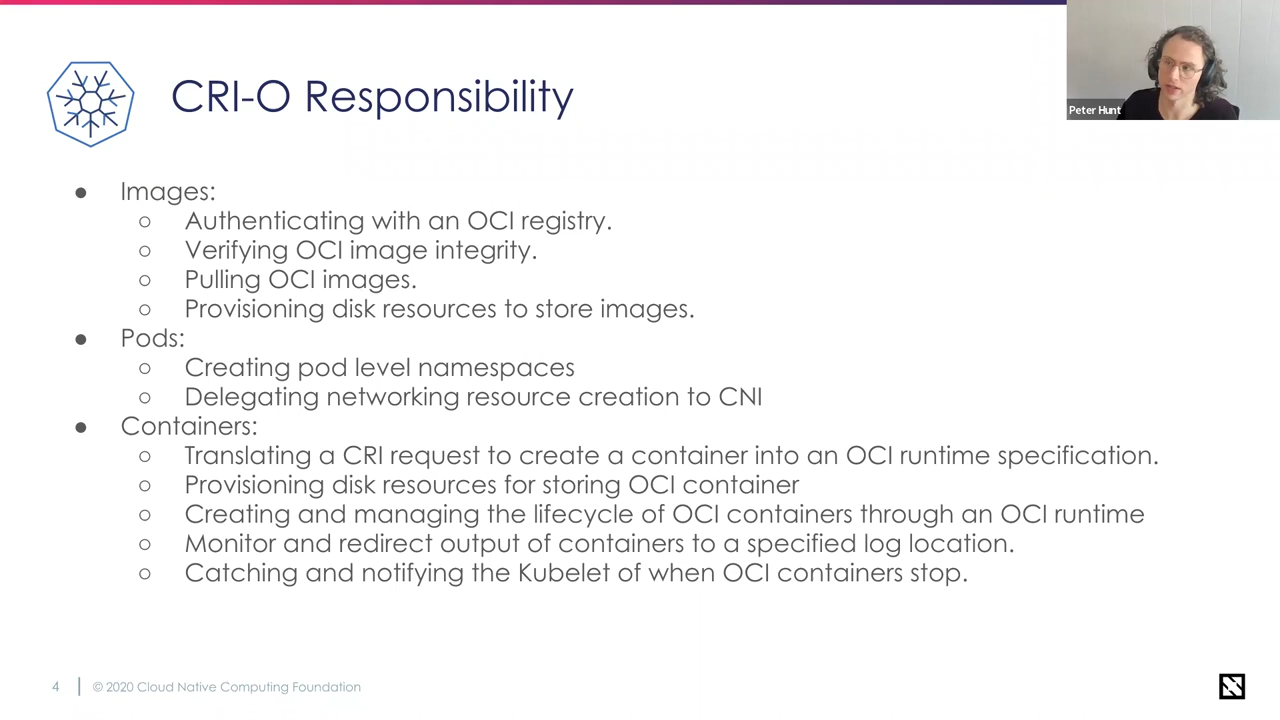 CRI-O Responsibility
Peter Hunt
● Images:
○ Authenticating with an OCI registry.
○ Verifying OCI image integrity.
○ Pulling OCI images.
○ Provisioning disk resources to store images.
● Pods:
○ Creating pod level namespaces
○ Delegating networking resource creation to CNI
● Containers:
○ Translating a CRI request to create a container into an OCI runtime specification.
○ Provisioning disk resources for storing OCI container
○ Creating and managing the lifecycle of OCI containers through an OCI runtime
○ Monitor and redirect output of containers to a specified log location.
○ Catching and notifying the Kubelet of when OCI containers stop.
4 | © 2020 Cloud Native Computing Foundation